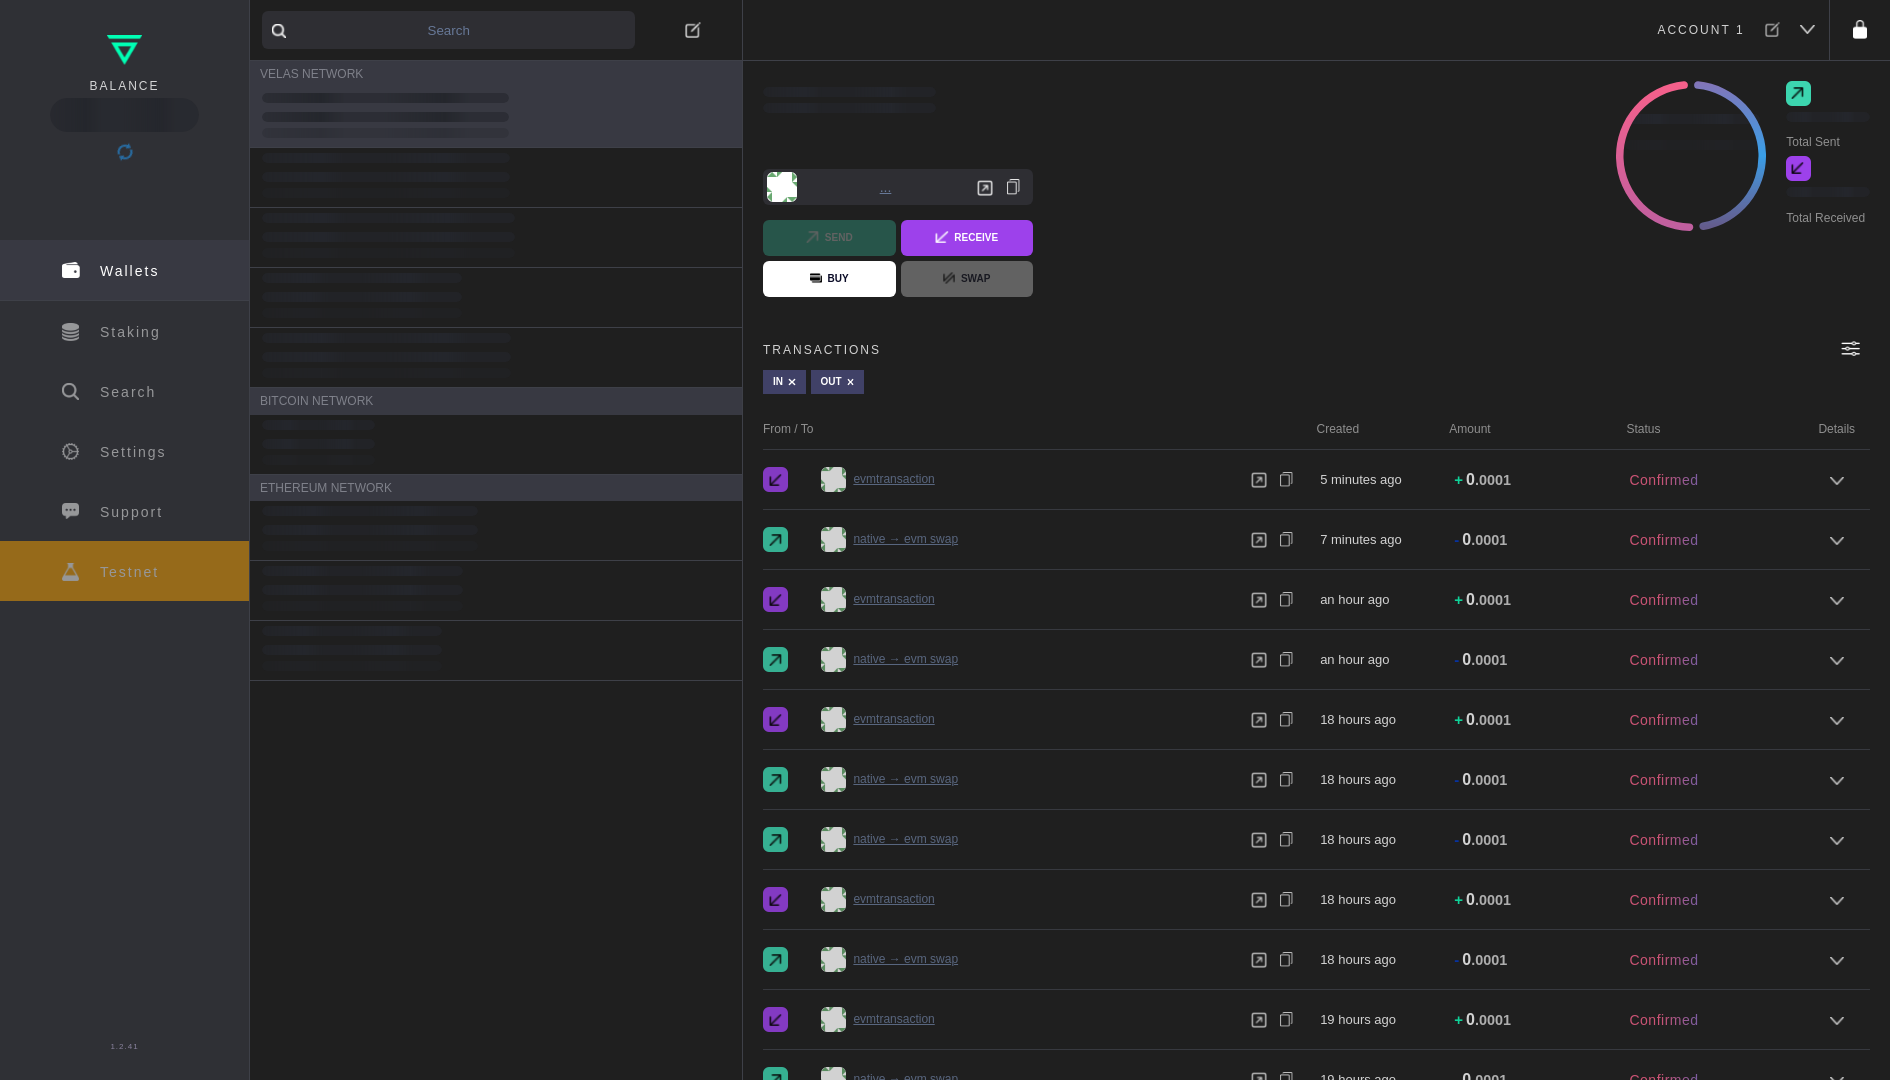 BALANCE
Wallets
Staking
Search
Settings
Support
Testnet
1.2.41
Search
VELAS NETWORK
BITCOIN NETWORK
ETHEREUM NETWORK
ACCOUNT 1
Total Sent
Total Received
...
SEND
RECEIVE
BUY
SWAP
TRANSACTIONS
IN ×
OUT ×
From / To Created Amount Status Details
evmtransaction 5 minutes ago + 0.0001 Confirmed
native → evm swap 7 minutes ago - 0.0001 Confirmed
evmtransaction an hour ago + 0.0001 Confirmed
native → evm swap an hour ago - 0.0001 Confirmed
evmtransaction 18 hours ago + 0.0001 Confirmed
native → evm swap 18 hours ago - 0.0001 Confirmed
native → evm swap 18 hours ago - 0.0001 Confirmed
evmtransaction 18 hours ago + 0.0001 Confirmed
native → evm swap 18 hours ago - 0.0001 Confirmed
evmtransaction 19 hours ago + 0.0001 Confirmed
native → evm swap 19 hours ago 0.0001 Confirmed